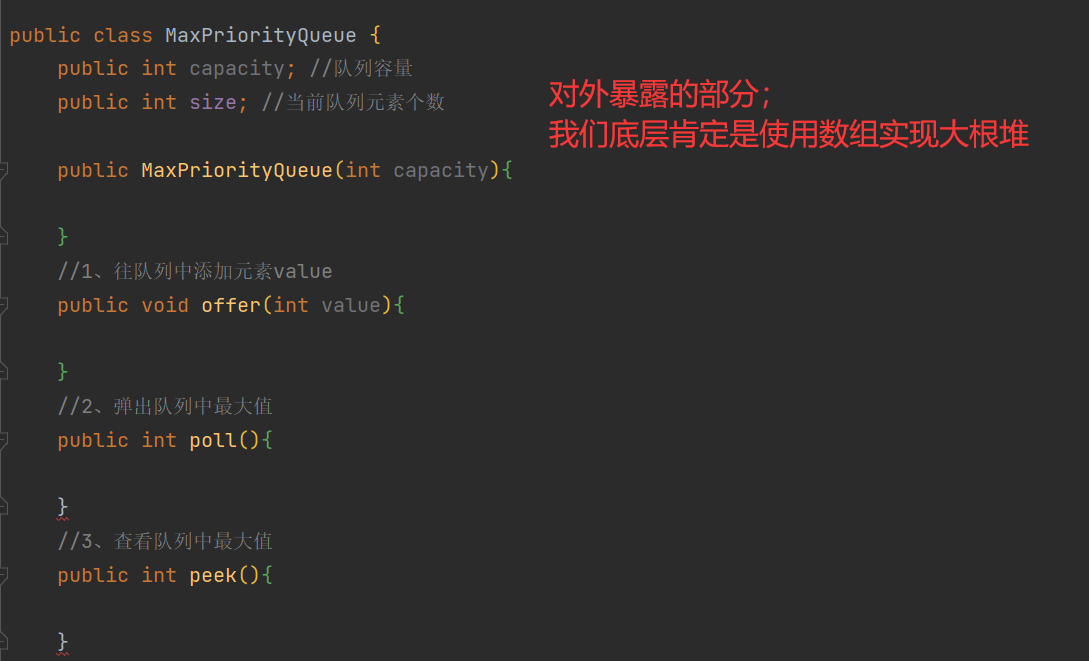 public class MaxPriorityQueue {
public int capacity; //队列容量
public int size; //当前队列元素个数
对外暴露的部分；
我们底层肯定是使用数组实现大根堆
public MaxPriorityQueue(int capacity){
}
//1、往队列中添加元素value
public void offer(int value){
}
//2、弹出队列中最大值
public int poll(){
}
//3、查看队列中最大值
public int peek(){
}